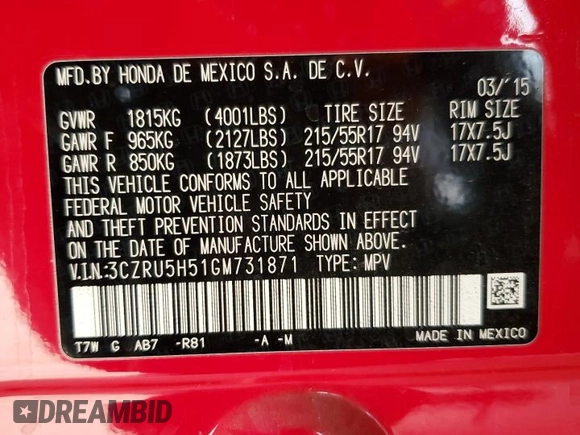 MFD.BY HONDA DE MEXICO S.A. DE C.V.
03/'15
GVWR 1815KG (4001LBS) TIRE SIZE RIM SIZE
GAWR F 965KG (2127LBS) 215/55R17 94V 17X7.5J
GAWR R 850KG (1873LBS) 215/55R17 94V 17X7.5J
THIS VEHICLE CONFORMS TO ALL APPLICABLE
FEDERAL MOTOR VEHICLE SAFETY
AND THEFT PREVENTION STANDARDS IN EFFECT
ON THE DATE OF MANUFACTURE SHOWN ABOVE.
V.I.N:3CZRU5H51GM731871 TYPE: MPV
T7W G AB7 -R81 -A -M
MADE IN MEXICO
DREAMBID